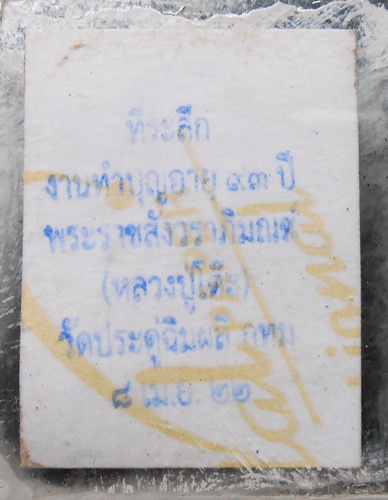 ที่ระลึก
งานทำบุญอายุ ๙๓ ปี
พระราชสังวราภิมณฑ์
(หลวงปู่โต๊ะ)
วัดประดู่ฉิมพลี กทม
๘ เม.ย. ๒๒